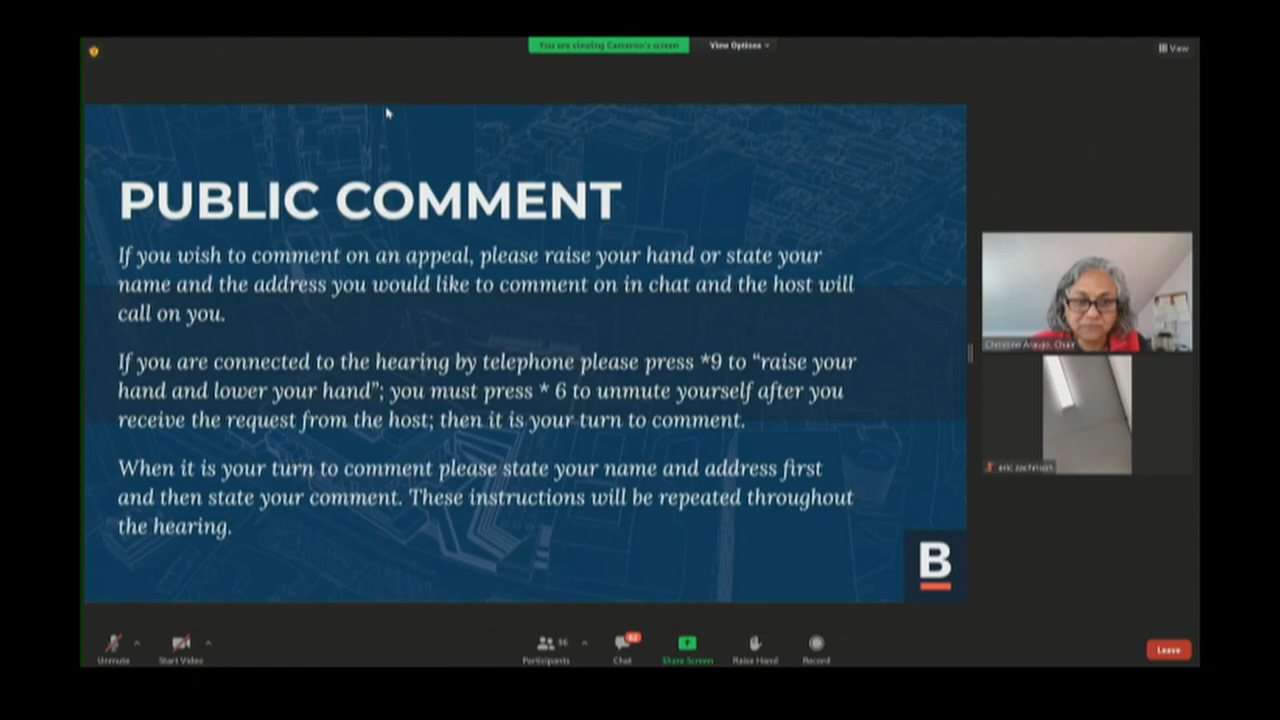 You are viewing Cameron's screen
View Options
View
PUBLIC COMMENT
If you wish to comment on an appeal, please raise your hand or state your
name and the address you would like to comment on in chat and the host will
call on you.
If you are connected to the hearing by telephone please press *9 to “raise your
hand and lower your hand”; you must press * 6 to unmute yourself after you
receive the request from the host; then it is your turn to comment.
When it is your turn to comment please state your name and address first
and then state your comment. These instructions will be repeated throughout
the hearing.
B
Christine Araujo, Chair
eric zachrison
Unmute
Start Video
Participants
Chat
Share Screen
Raise Hand
Record
Leave